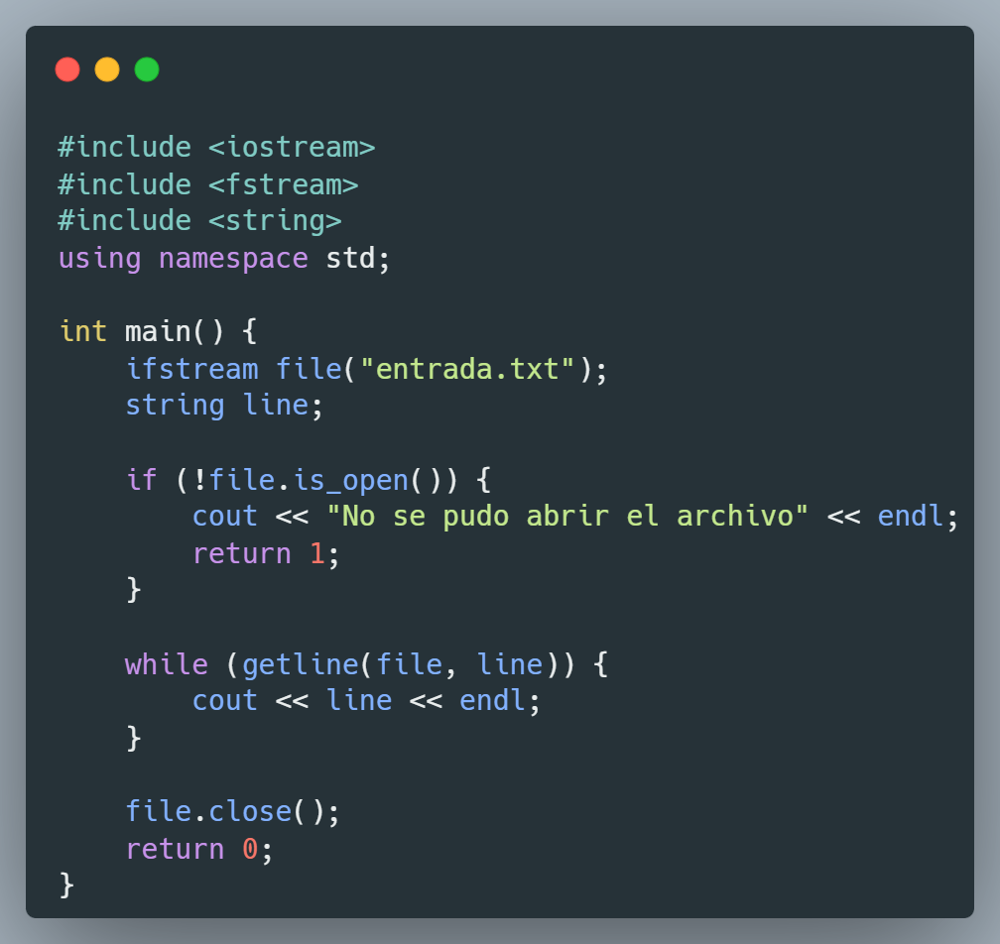 #include <iostream>
#include <fstream>
#include <string>
using namespace std;

int main() {
    ifstream file("entrada.txt");
    string line;

    if (!file.is_open()) {
        cout << "No se pudo abrir el archivo" << endl;
        return 1;
    }

    while (getline(file, line)) {
        cout << line << endl;
    }

    file.close();
    return 0;
}